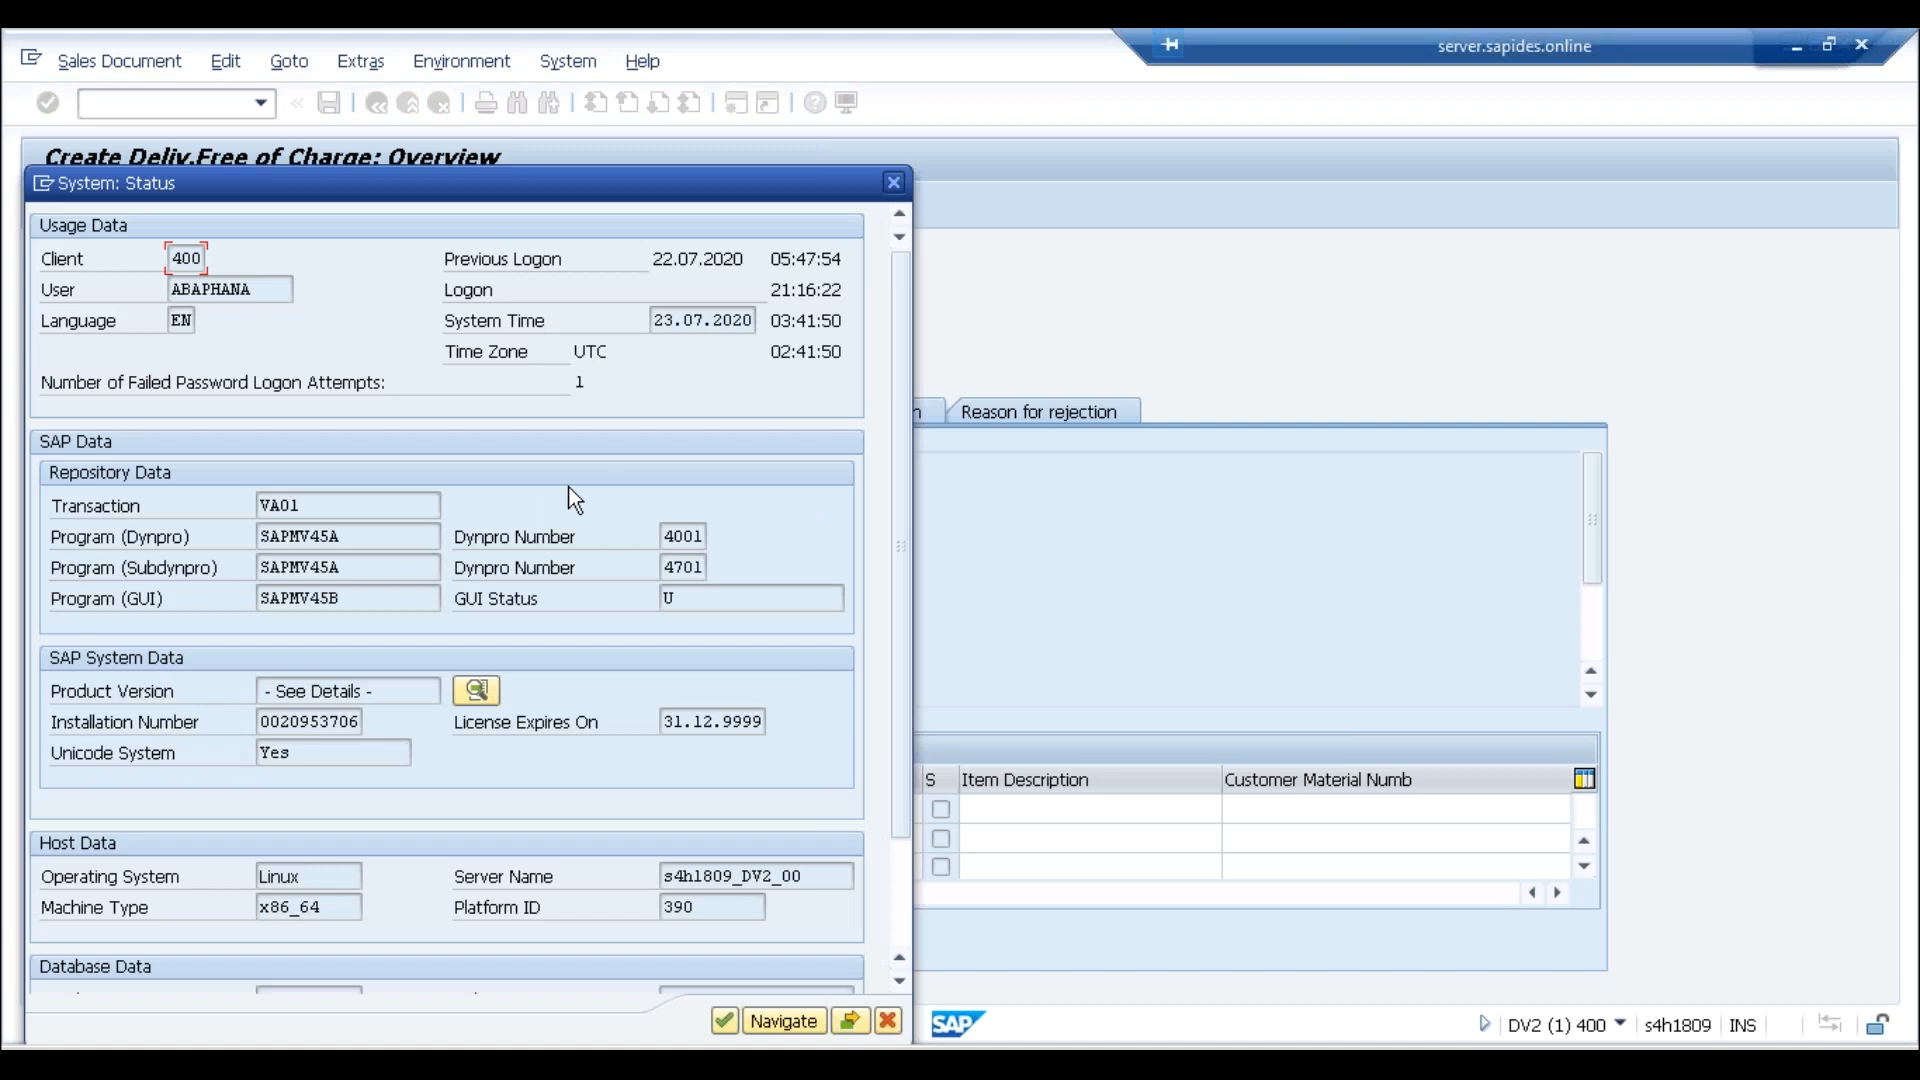 server.sapides.online
Sales Document Edit Goto Extras Environment System Help
Create Deliv.Free of Charge: Overview
System: Status
Usage Data
Client 400 Previous Logon 22.07.2020 05:47:54
User ABAPHANA Logon 21:16:22
Language EN System Time 23.07.2020 03:41:50
Time Zone UTC 02:41:50
Number of Failed Password Logon Attempts: 1
n Reason for rejection
SAP Data
Repository Data
Transaction VA01
Program (Dynpro) SAPMV45A Dynpro Number 4001
Program (Subdynpro) SAPMV45A Dynpro Number 4701
Program (GUI) SAPMV45B GUI Status U
SAP System Data
Product Version - See Details -
Installation Number 0020953706 License Expires On 31.12.9999
Unicode System Yes
S Item Description Customer Material Numb
Host Data
Operating System Linux Server Name s4h1809_DV2_00
Machine Type x86_64 Platform ID 390
Database Data
Navigate
SAP DV2 (1) 400 s4h1809 INS